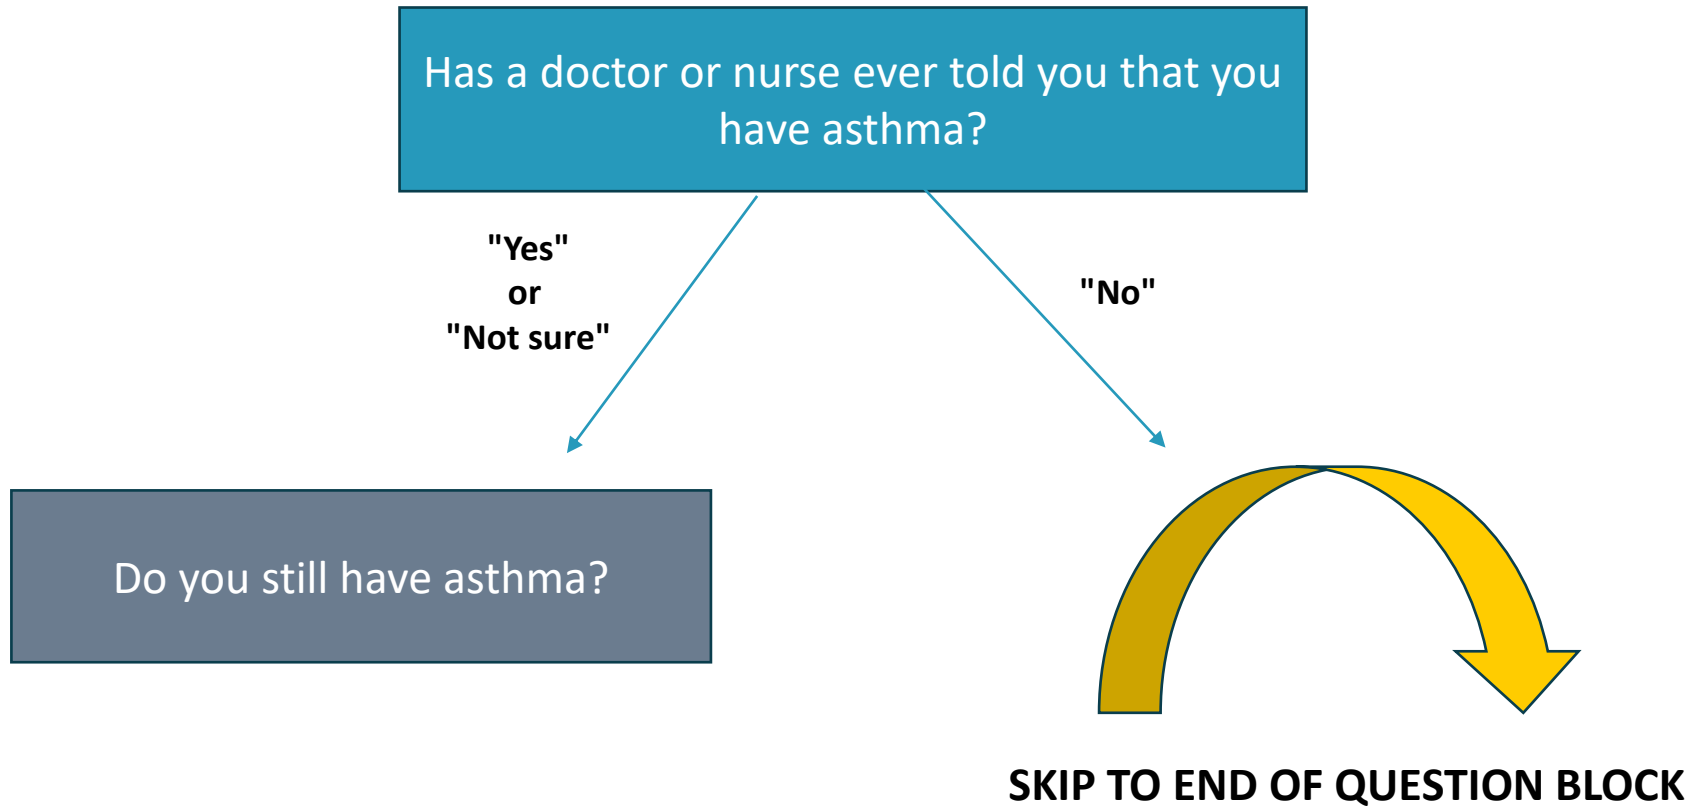 Has a doctor or nurse ever told you that you
have asthma?
"Yes"
or
"Not sure"
"No"
Do you still have asthma?
SKIP TO END OF QUESTION BLOCK